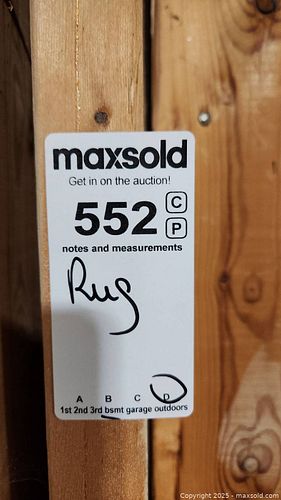 maxsold
Get in on the auction!
552 C
P
notes and measurements
Rug
A B C D
1st 2nd 3rd bsmt garage outdoors
Copyright 2025 - maxsold.com